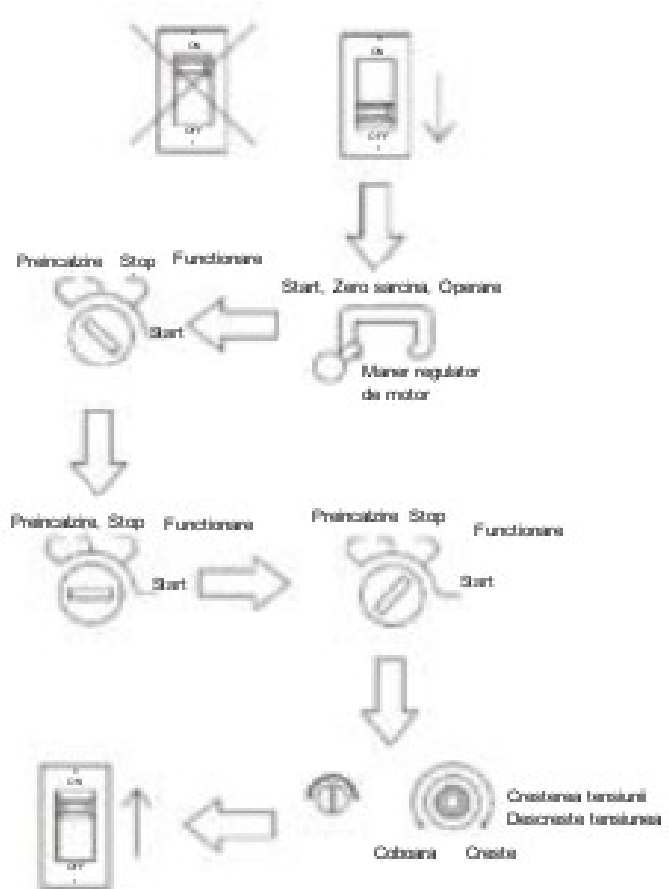 ON
OFF
ON
OFF
Preincalzire Stop Functionare
Start
Start, Zero sarcina, Operare
Maner regulator
de motor
Preincalzire, Stop Functionare
Start
Preincalzire Stop Functionare
Start
ON
OFF
Cresterea tensiunii
Descreste tensiunea
Coboara Creste